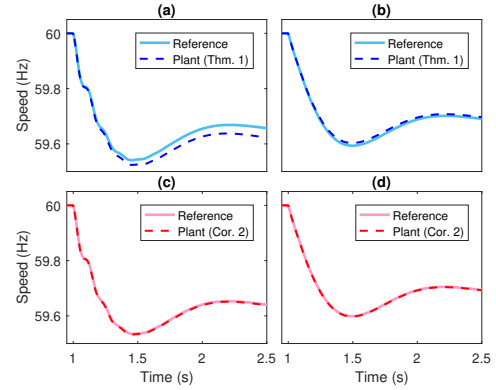 (a)
(b)
60
59.8
59.6
Speed (Hz)
Reference
Plant (Thm. 1)
Reference
Plant (Thm. 1)
(c)
(d)
60
59.8
59.6
Speed (Hz)
Reference
Plant (Cor. 2)
Reference
Plant (Cor. 2)
1 1.5 2 2.5
1 1.5 2 2.5
Time (s)
Time (s)